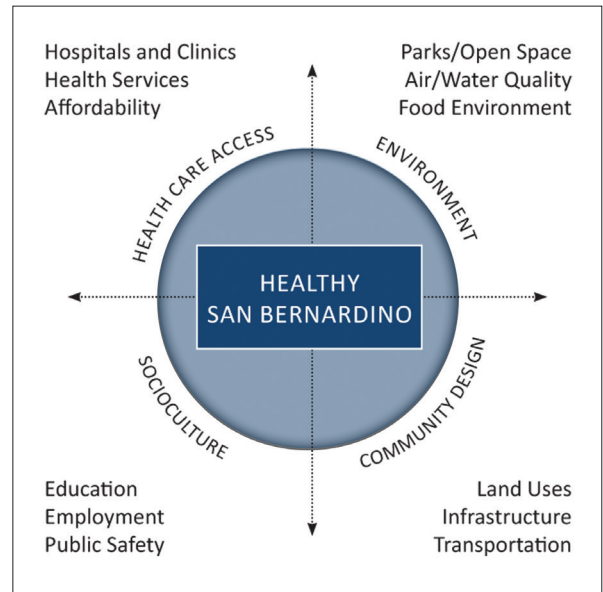 Hospitals and Clinics
Health Services
Affordability
Parks/Open Space
Air/Water Quality
Food Environment
HEALTH CARE ACCESS
ENVIRONMENT
HEALTHY
SAN BERNARDINO
SOCIOCULTURE
COMMUNITY DESIGN
Education
Employment
Public Safety
Land Uses
Infrastructure
Transportation